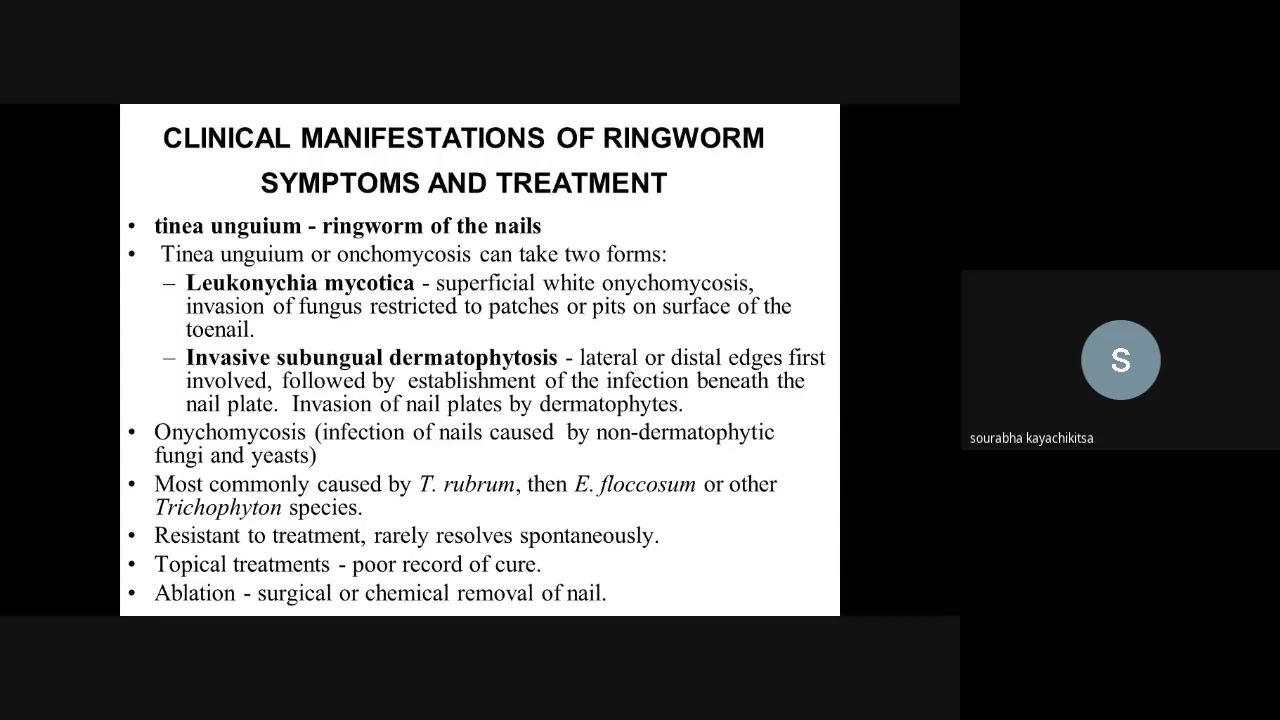 CLINICAL MANIFESTATIONS OF RINGWORM
SYMPTOMS AND TREATMENT
• tinea unguium - ringworm of the nails
• Tinea unguium or onchomycosis can take two forms:
– Leukonychia mycotica - superficial white onychomycosis,
invasion of fungus restricted to patches or pits on surface of the
toenail.
– Invasive subungual dermatophytosis - lateral or distal edges first
involved, followed by establishment of the infection beneath the
nail plate. Invasion of nail plates by dermatophytes.
• Onychomycosis (infection of nails caused by non-dermatophytic
fungi and yeasts)
• Most commonly caused by T. rubrum, then E. floccosum or other
Trichophyton species.
• Resistant to treatment, rarely resolves spontaneously.
• Topical treatments - poor record of cure.
• Ablation - surgical or chemical removal of nail.
S
sourabha kayachikitsa